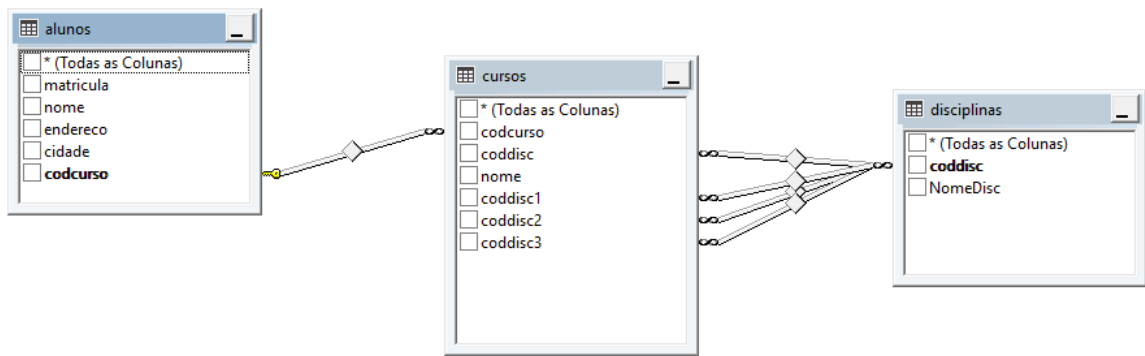 alunos
* (Todas as Colunas)
matricula
nome
endereco
cidade
codcurso
cursos
* (Todas as Colunas)
codcurso
coddisc
nome
coddisc1
coddisc2
coddisc3
disciplinas
* (Todas as Colunas)
coddisc
NomeDisc